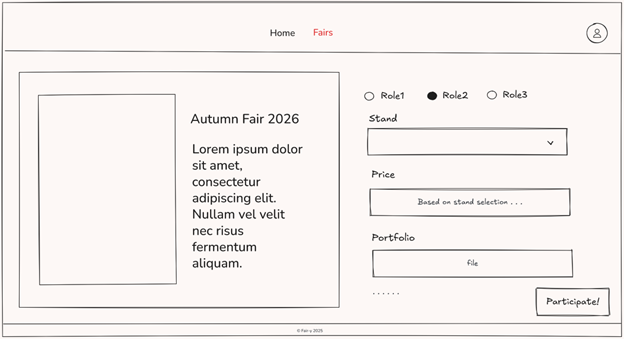 Home Fairs
Role1 Role2 Role3
Autumn Fair 2026
Lorem ipsum dolor
sit amet,
consectetur
adipiscing elit.
Nullam vel velit
nec risus
fermentum
aliquam.
Stand
Price
Based on stand selection . . .
Portfolio
file
. . . . . .
Participate!
© Fair-y 2025